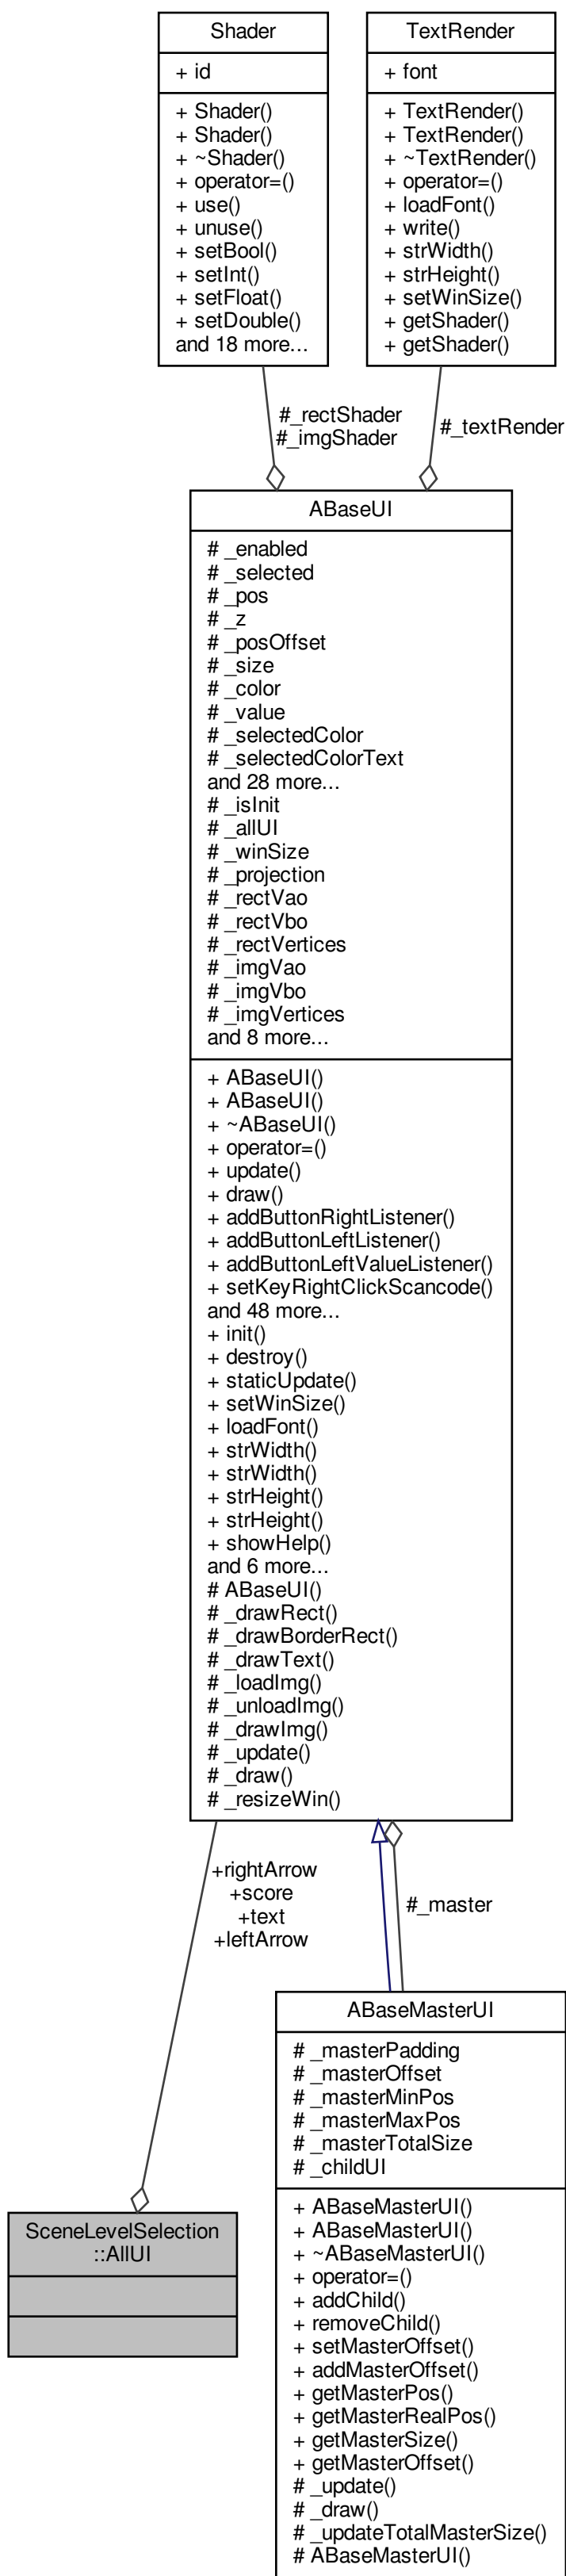 Shader
+ id
+ Shader()
+ Shader()
+ ~Shader()
+ operator=()
+ use()
+ unuse()
+ setBool()
+ setInt()
+ setFloat()
+ setDouble()
and 18 more...
TextRender
+ font
+ TextRender()
+ TextRender()
+ ~TextRender()
+ operator=()
+ loadFont()
+ write()
+ strWidth()
+ strHeight()
+ setWinSize()
+ getShader()
+ getShader()
#_rectShader
#_imgShader
#_textRender
ABaseUI
# _enabled
# _selected
# _pos
# _z
# _posOffset
# _size
# _color
# _value
# _selectedColor
# _selectedColorText
and 28 more...
# _isInit
# _allUI
# _winSize
# _projection
# _rectVao
# _rectVbo
# _rectVertices
# _imgVao
# _imgVbo
# _imgVertices
and 8 more...
+ ABaseUI()
+ ABaseUI()
+ ~ABaseUI()
+ operator=()
+ update()
+ draw()
+ addButtonRightListener()
+ addButtonLeftListener()
+ addButtonLeftValueListener()
+ setKeyRightClickScancode()
and 48 more...
+ init()
+ destroy()
+ staticUpdate()
+ setWinSize()
+ loadFont()
+ strWidth()
+ strWidth()
+ strHeight()
+ strHeight()
+ showHelp()
and 6 more...
# ABaseUI()
# _drawRect()
# _drawBorderRect()
# _drawText()
# _loadImg()
# _unloadImg()
# _drawImg()
# _update()
# _draw()
# _resizeWin()
+rightArrow
+score
+text
+leftArrow
#_master
SceneLevelSelection
::AllUI
ABaseMasterUI
# _masterPadding
# _masterOffset
# _masterMinPos
# _masterMaxPos
# _masterTotalSize
# _childUI
+ ABaseMasterUI()
+ ABaseMasterUI()
+ ~ABaseMasterUI()
+ operator=()
+ addChild()
+ removeChild()
+ setMasterOffset()
+ addMasterOffset()
+ getMasterPos()
+ getMasterRealPos()
+ getMasterSize()
+ getMasterOffset()
# _update()
# _draw()
# _updateTotalMasterSize()
# ABaseMasterUI()